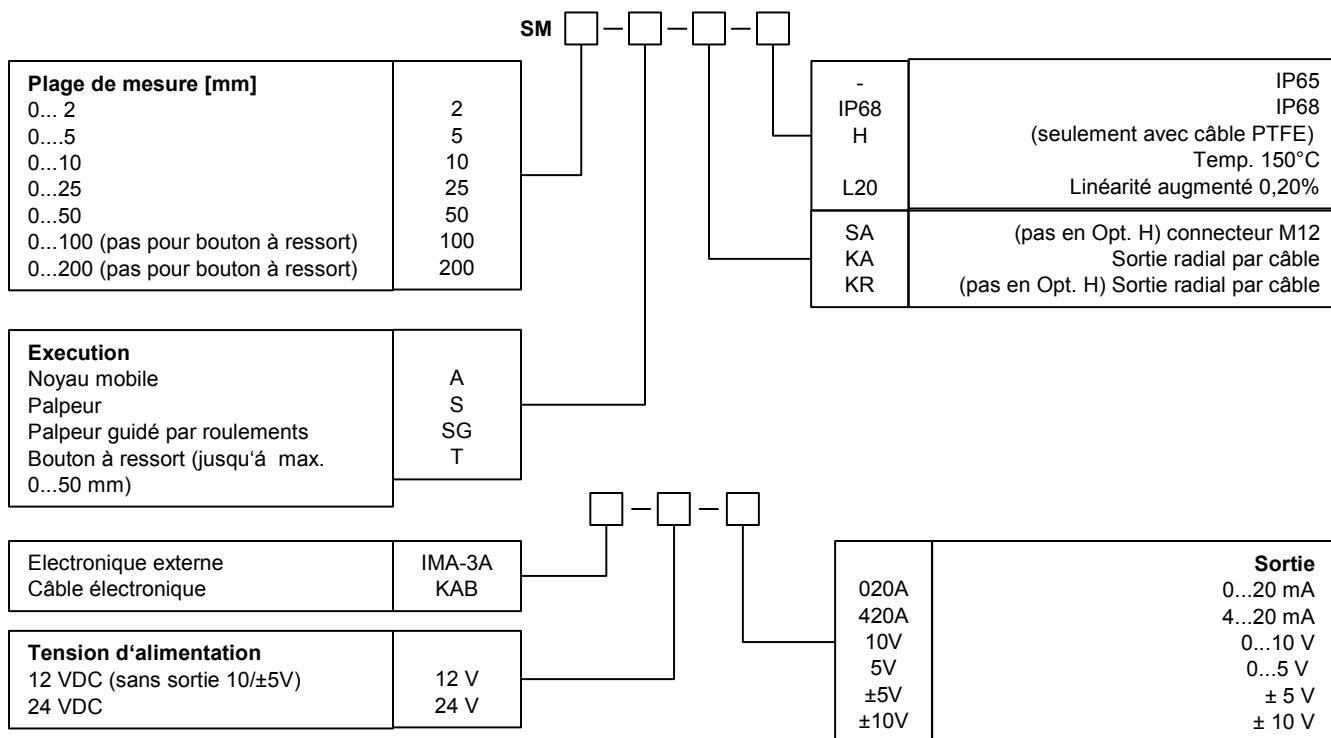 SM
Plage de mesure [mm]
0... 2 2
0....5 5
0...10 10
0...25 25
0...50 50
0...100 (pas pour bouton à ressort) 100
0...200 (pas pour bouton à ressort) 200
- IP65
IP68 IP68
H (seulement avec câble PTFE)
Temp. 150°C
L20 Linéarité augmenté 0,20%
SA (pas en Opt. H) connecteur M12
KA Sortie radial par câble
KR (pas en Opt. H) Sortie radial par câble
Execution
Noyau mobile A
Palpeur S
Palpeur guidé par roulements SG
Bouton à ressort (jusqu‘á max. T
0...50 mm)
Electronique externe IMA-3A
Câble électronique KAB
Tension d‘alimentation
12 VDC (sans sortie 10/±5V) 12 V
24 VDC 24 V
Sortie
020A 0...20 mA
420A 4...20 mA
10V 0...10 V
5V 0...5 V
±5V ± 5 V
±10V ± 10 V